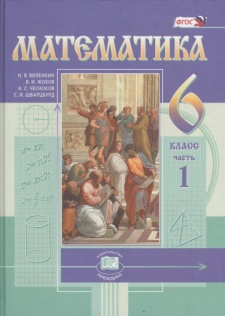 ФГОС
МАТЕМАТИКА
Н. Я. ВИЛЕНКИН
В. И. ЖОХОВ
А. С. ЧЕСНОКОВ
С. И. ШВАРЦБУРД
6
КЛАСС
ЧАСТЬ
1